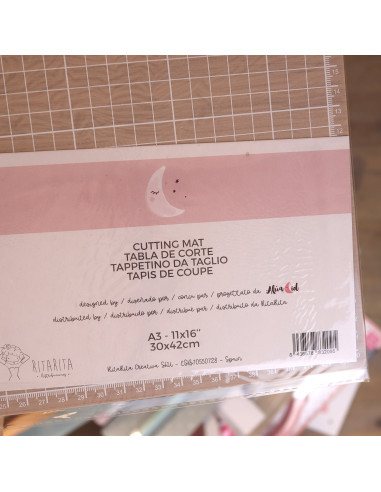 CUTTING MAT
TABLA DE CORTE
TAPPETINO DA TAGLIO
TAPIS DE COUPE
designed by / diseñado por / conçu par / progettato da
distributed by / distribuido por / distribué par / distribuito da RitaRita
A3 - 11x16"
30x42cm
RITARITA
RitaRita Creative Sell - Spain